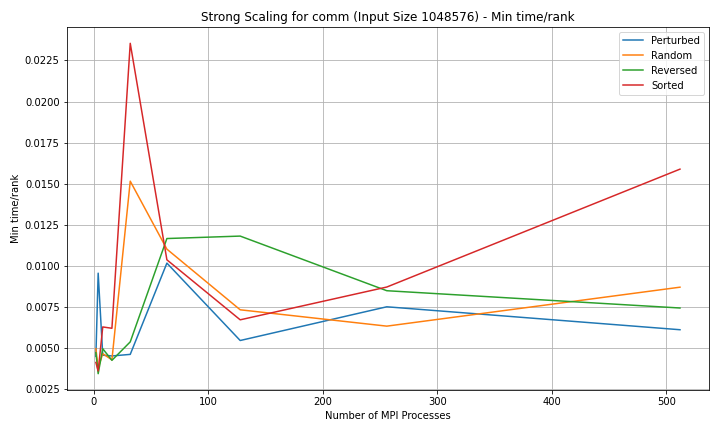 Strong Scaling for comm (Input Size 1048576) - Min time/rank
Perturbed
Random
Reversed
Sorted
Min time/rank
0.0225
0.0200
0.0175
0.0150
0.0125
0.0100
0.0075
0.0050
0.0025
0 100 200 300 400 500
Number of MPI Processes